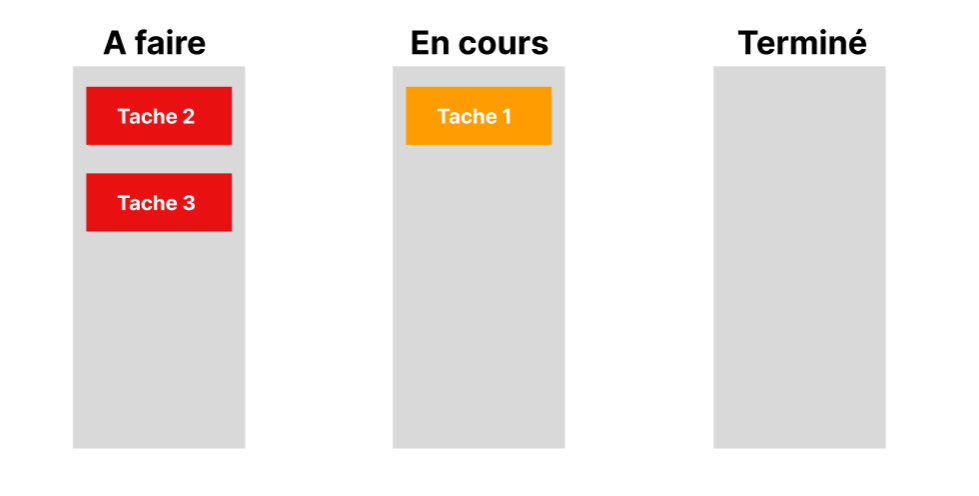 A faire
Tache 2
Tache 3
En cours
Tache 1
Terminé